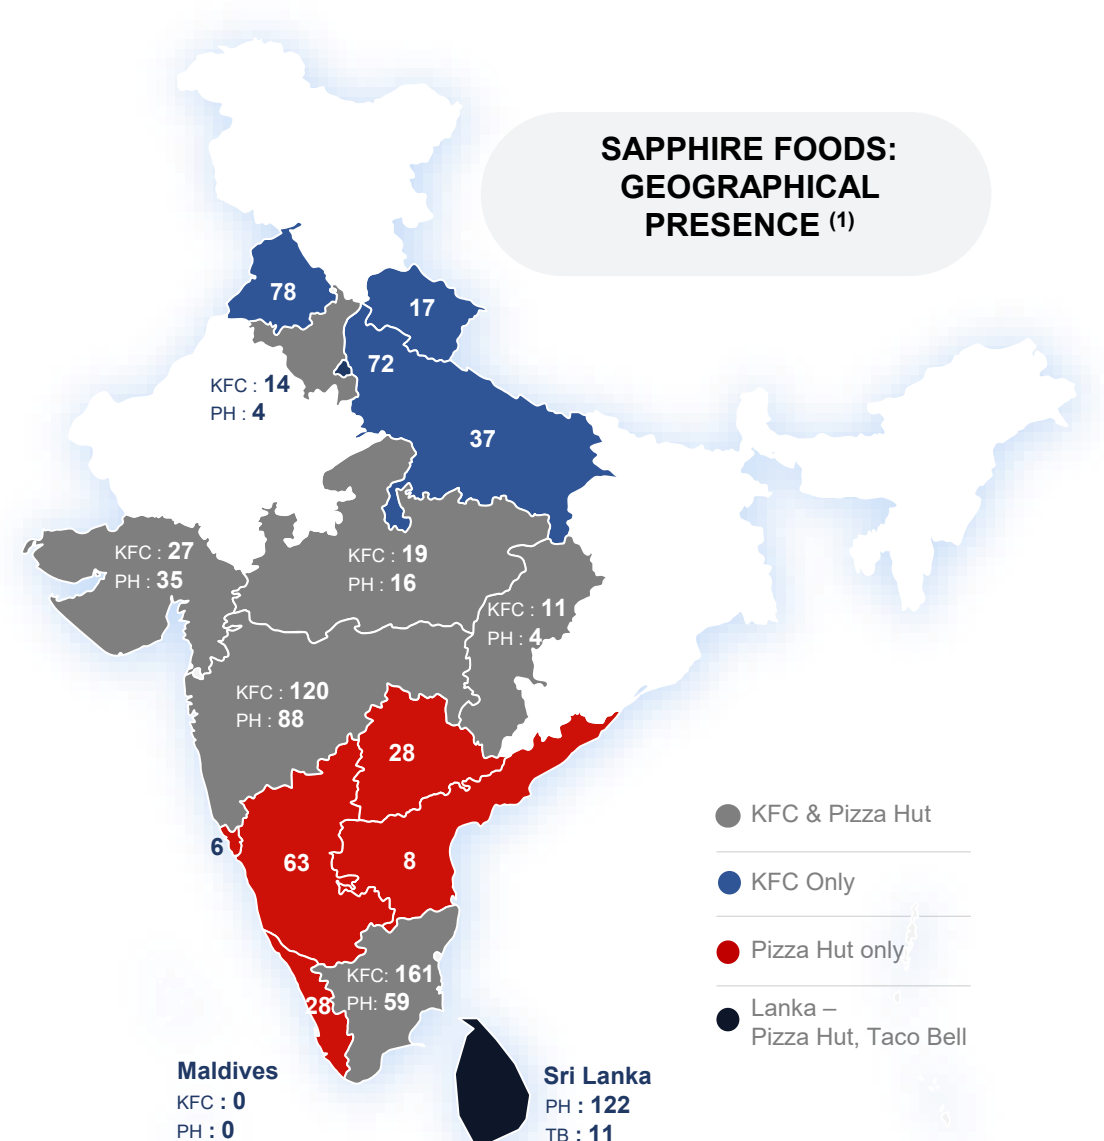 SAPPHIRE FOODS:
GEOGRAPHICAL
PRESENCE (1)
78
17
72
KFC : 14
PH : 4
37
KFC : 27
PH : 35
KFC : 19
PH : 16
KFC : 11
PH : 4
KFC : 120
PH : 88
28
6
63
8
KFC: 161
PH: 59
28
KFC & Pizza Hut
KFC Only
Pizza Hut only
Lanka –
Pizza Hut, Taco Bell
Maldives
KFC : 0
PH : 0
Sri Lanka
PH : 122
TB : 11